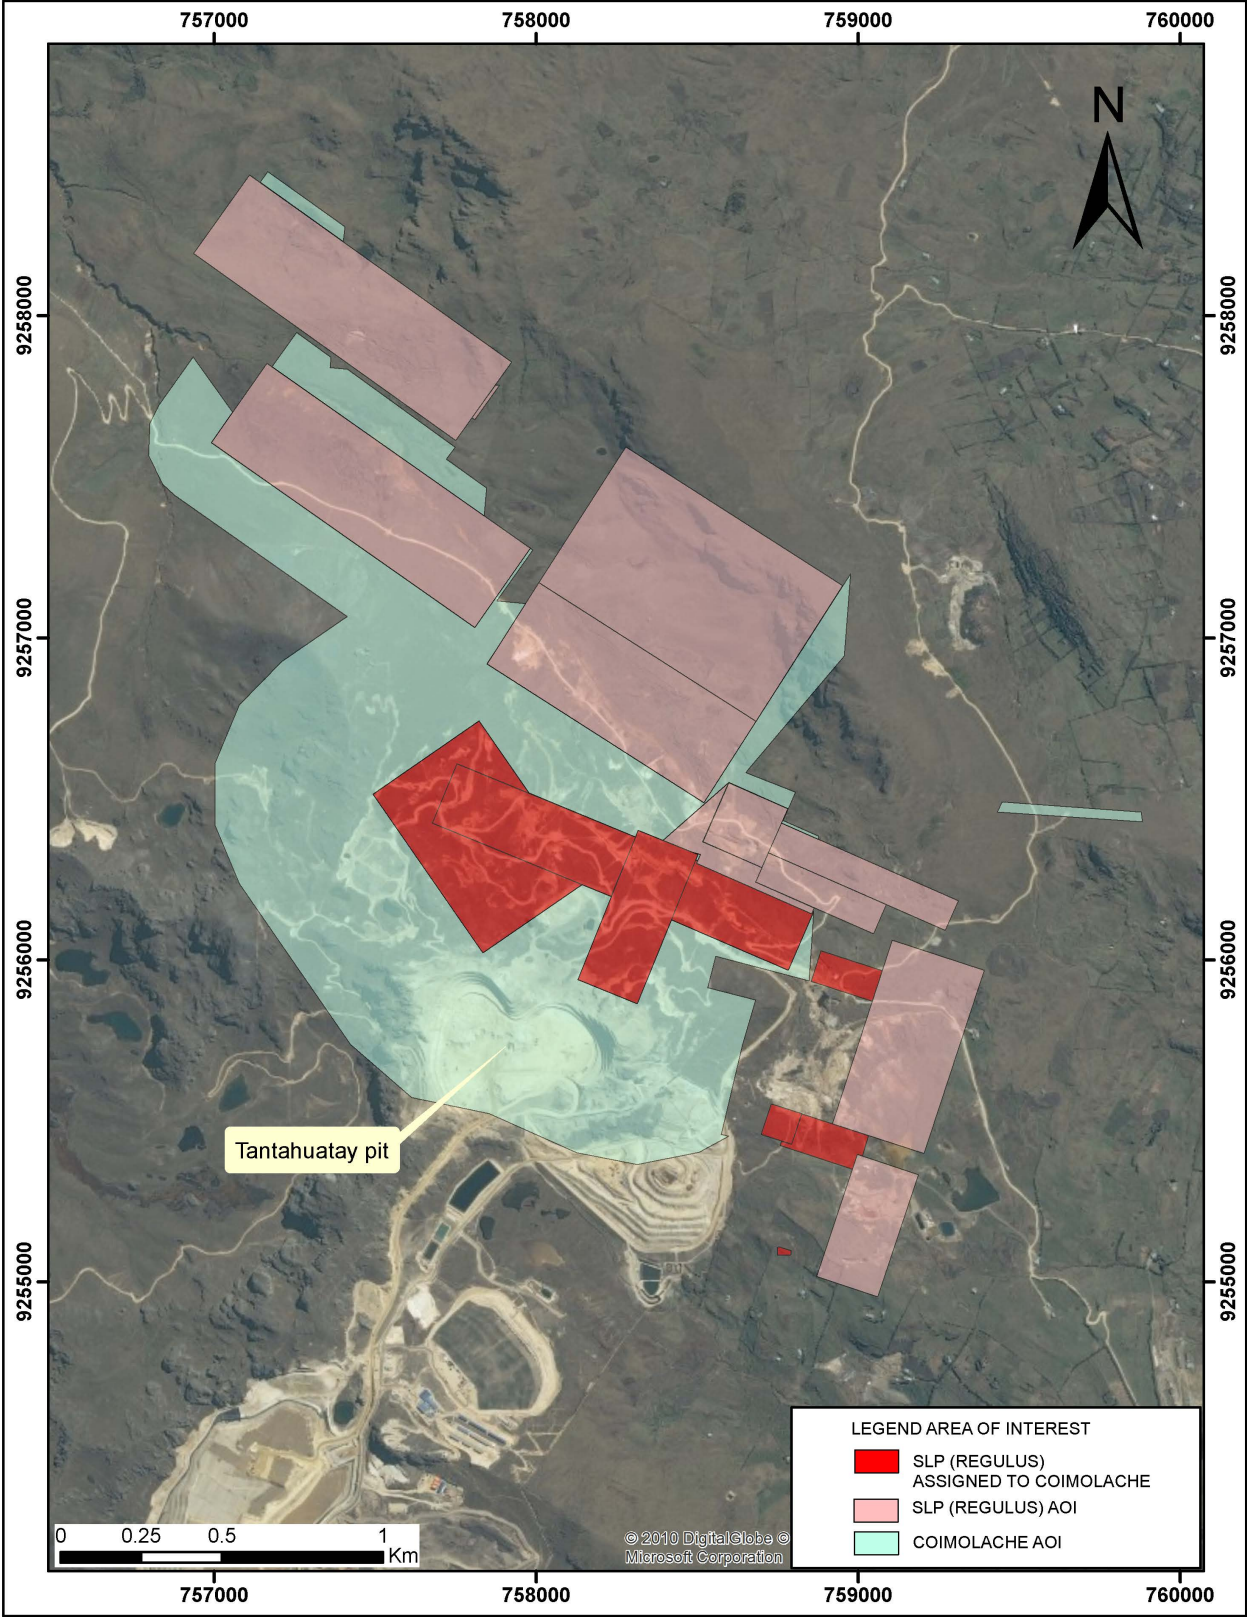 757000 758000 759000 760000
N
9258000 9258000
9257000 9257000
9256000 9256000
Tantahuatay pit
9255000 9255000
LEGEND AREA OF INTEREST
SLP (REGULUS)
ASSIGNED TO COIMOLACHE
SLP (REGULUS) AOI
COIMOLACHE AOI
0 0.25 0.5 1
Km
© 2010 DigitalGlobe ©
Microsoft Corporation
757000 758000 759000 760000